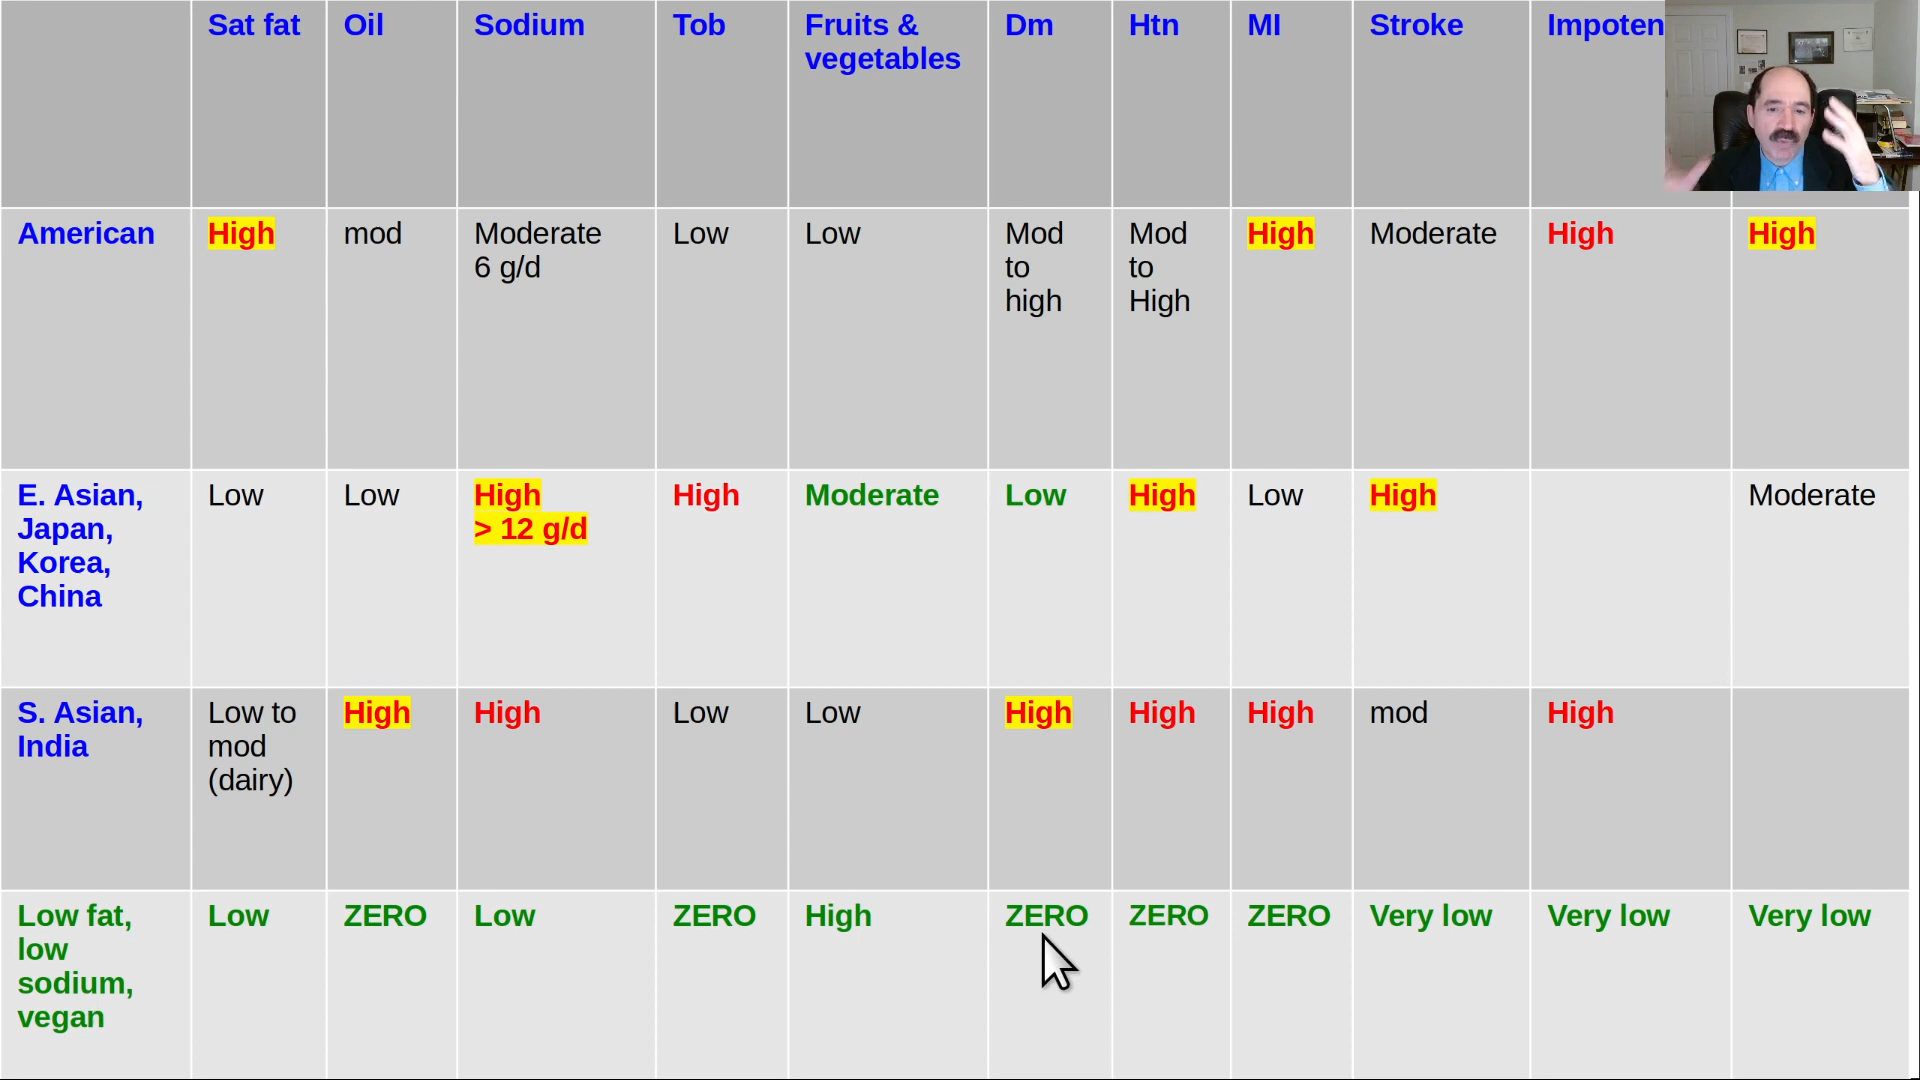 Sat fat
Oil
Sodium
Tob
Fruits &
vegetables
Dm
Htn
MI
Stroke
Impoten
American
High
mod
Moderate
6 g/d
Low
Low
Mod
to
high
Mod
to
High
High
Moderate
High
High
E. Asian,
Japan,
Korea,
China
Low
Low
High
> 12 g/d
High
Moderate
Low
High
Low
High
Moderate
S. Asian,
India
Low to
mod
(dairy)
High
High
Low
Low
High
High
High
mod
High
Low fat,
low
sodium,
vegan
Low
ZERO
Low
ZERO
High
ZERO
ZERO
ZERO
Very low
Very low
Very low